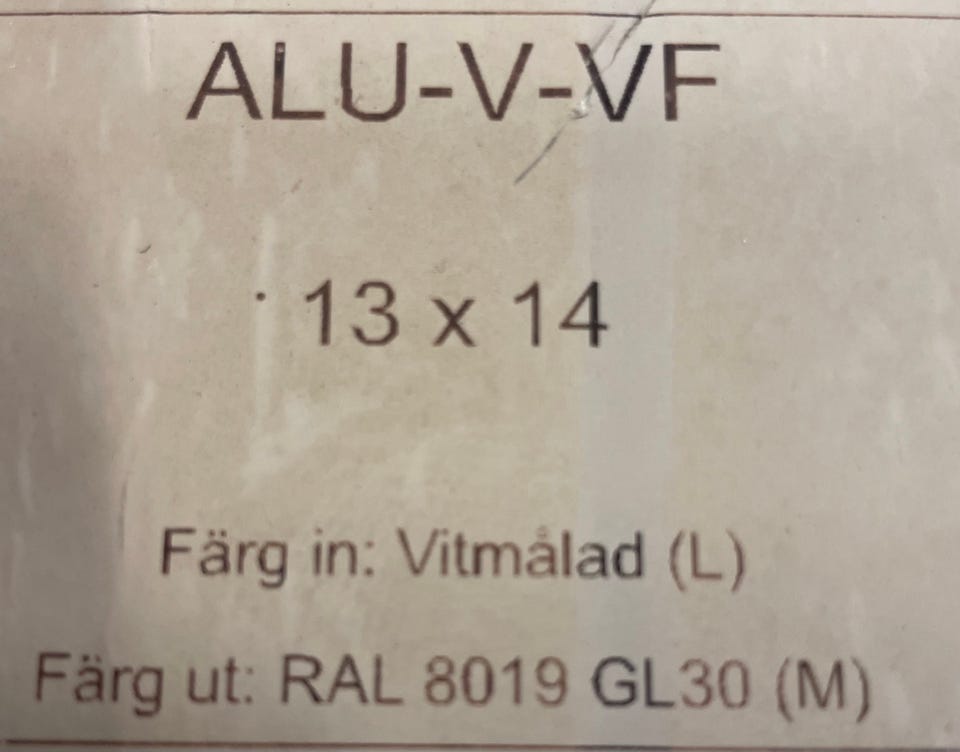 ALU-V-VF
13 x 14
Färg in: Vitmålad (L)
Färg ut: RAL 8019 GL30 (M)